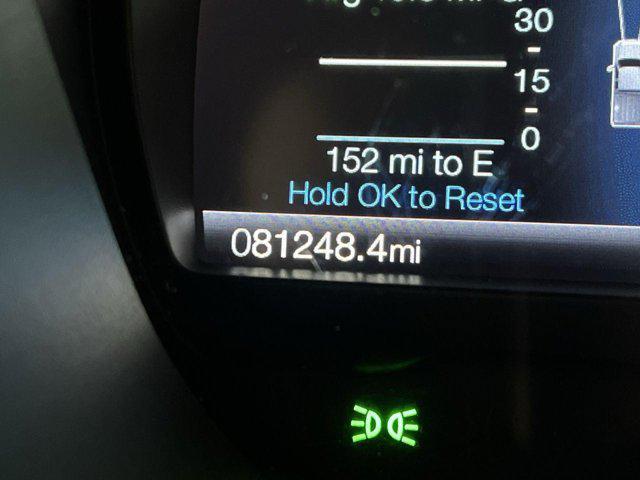 30
15
0
152 mi to E
Hold OK to Reset
081248.4mi